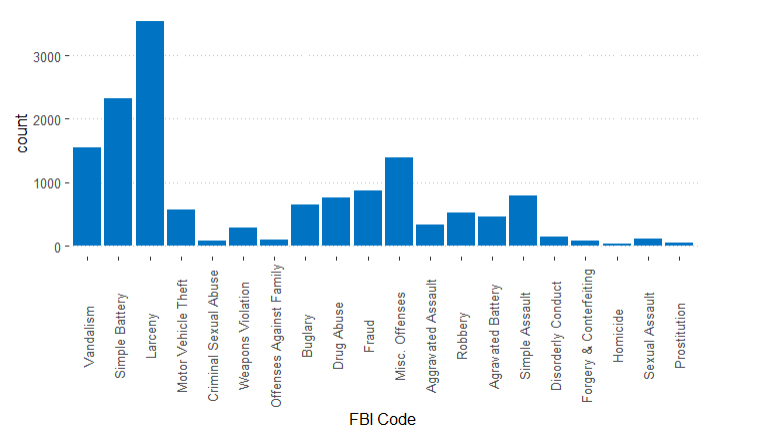 count
3000
2000
1000
0
Vandalism
Simple Battery
Larceny
Motor Vehicle Theft
Criminal Sexual Abuse
Weapons Violation
Offenses Against Family
Buglary
Drug Abuse
Fraud
Misc. Offenses
Aggravated Assault
Robbery
Agravated Battery
Simple Assault
Disorderly Conduct
Forgery & Conterfeiting
Homicide
Sexual Assault
Prostitution
FBI Code